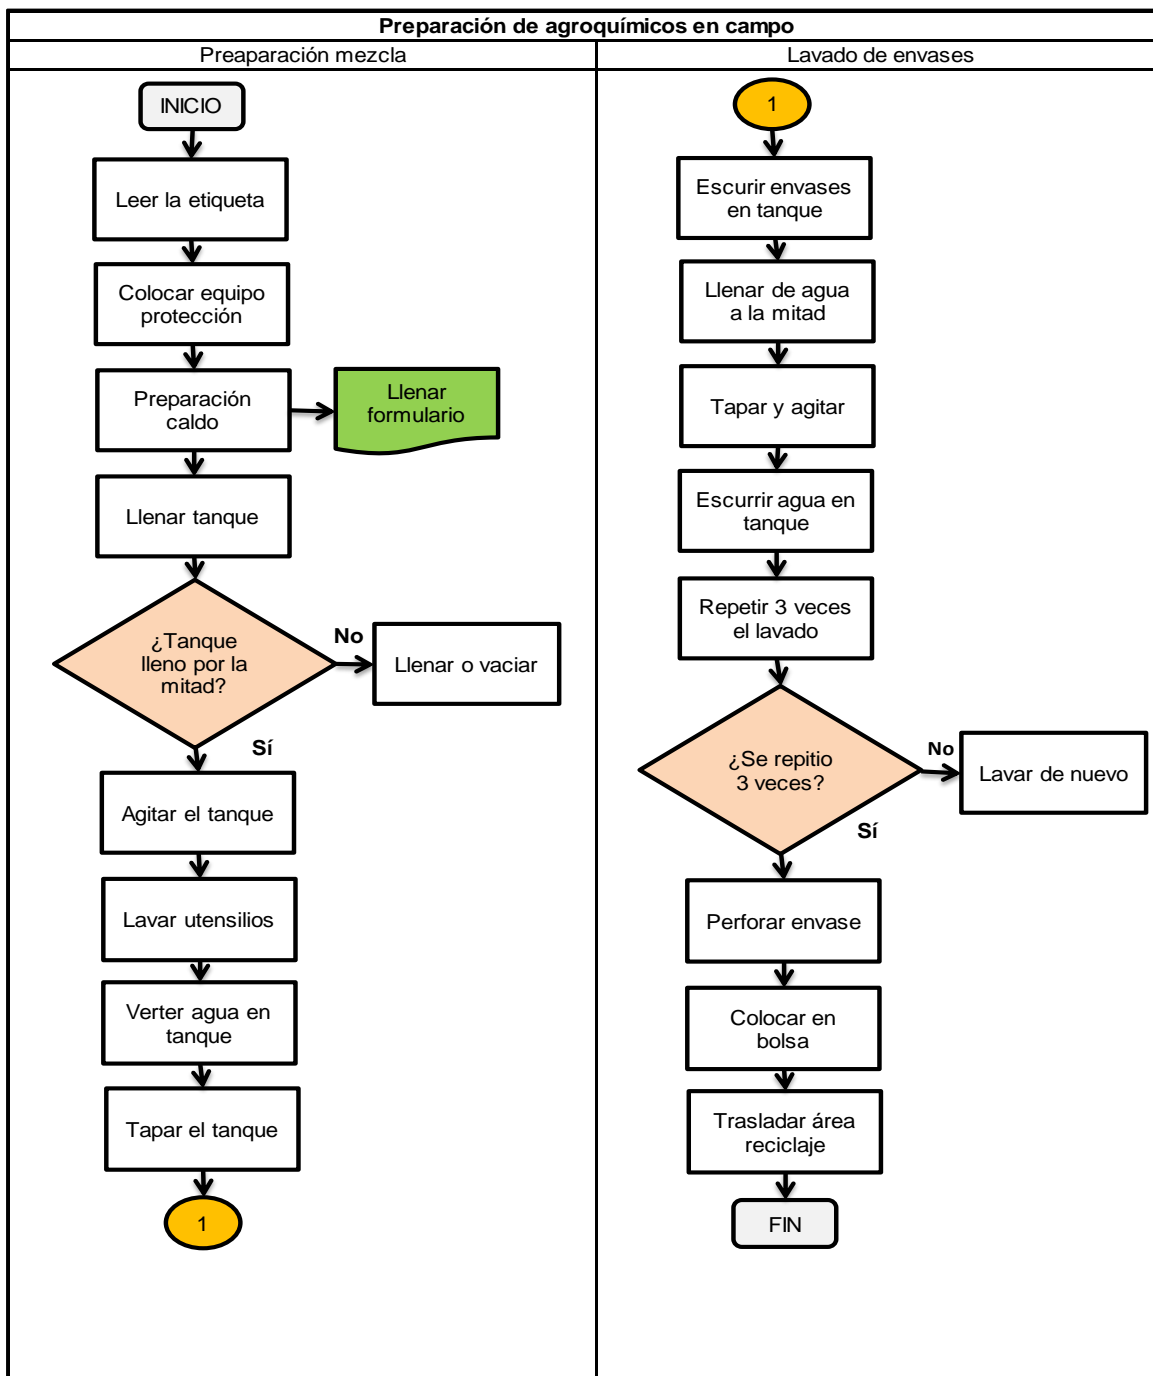 Preparación de agroquímicos en campo
Preaparación mezcla
Lavado de envases
INICIO
Leer la etiqueta
Colocar equipo
protección
Preparación
caldo
Llenar
formulario
Llenar tanque
¿Tanque
lleno por la
mitad?
No
Llenar o vaciar
Sí
Agitar el tanque
Lavar utensilios
Verter agua en
tanque
Tapar el tanque
1
1
Escurir envases
en tanque
Llenar de agua
a la mitad
Tapar y agitar
Escurrir agua en
tanque
Repetir 3 veces
el lavado
¿Se repitio
3 veces?
No
Lavar de nuevo
Sí
Perforar envase
Colocar en
bolsa
Trasladar área
reciclaje
FIN